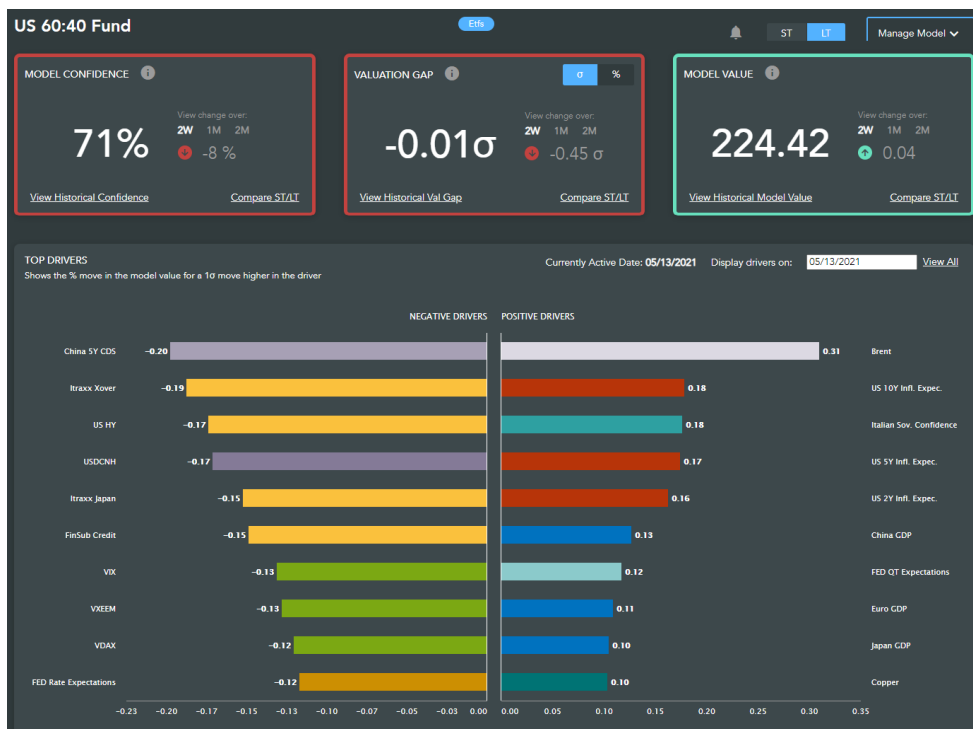 US 60:40 Fund
Etfs
ST LT
Manage Model
MODEL CONFIDENCE i
71%
View change over:
2W 1M 2M
-8 %
View Historical Confidence
Compare ST/LT
VALUATION GAP i
σ %
-0.01σ
View change over:
2W 1M 2M
-0.45 σ
View Historical Val Gap
Compare ST/LT
MODEL VALUE i
224.42
View change over:
2W 1M 2M
0.04
View Historical Model Value
Compare ST/LT
TOP DRIVERS
Shows the % move in the model value for a 1σ move higher in the driver
Currently Active Date: 05/13/2021 Display drivers on: 05/13/2021 View All
NEGATIVE DRIVERS POSITIVE DRIVERS
China 5Y CDS -0.20 0.31 Brent
Itraxx Xover -0.19 0.18 US 10Y Infl. Expec.
US HY -0.17 0.18 Italian Sov. Confidence
USDCNH -0.17 0.17 US 5Y Infl. Expec.
Itraxx Japan -0.15 0.16 US 2Y Infl. Expec.
FinSub Credit -0.15 0.13 China GDP
VIX -0.13 0.12 FED QT Expectations
VXEEM -0.13 0.11 Euro GDP
VDAX -0.12 0.10 Japan GDP
FED Rate Expectations -0.12 0.10 Copper
-0.23 -0.20 -0.17 -0.15 -0.13 -0.10 -0.07 -0.05 -0.03 0.00 0.00 0.05 0.10 0.15 0.20 0.25 0.30 0.35